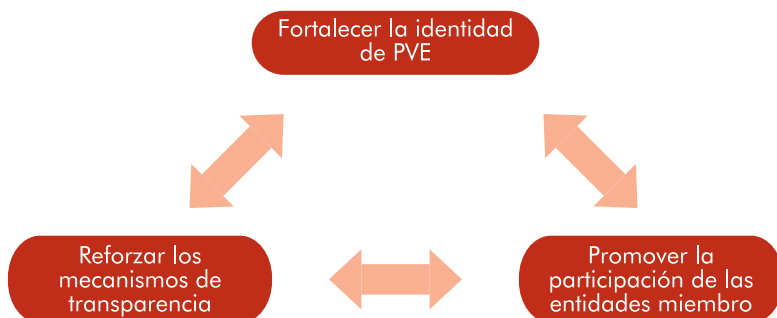 Fortalecer la identidad
de PVE
Reforzar los
mecanismos de
transparencia
Promover la
participación de las
entidades miembro